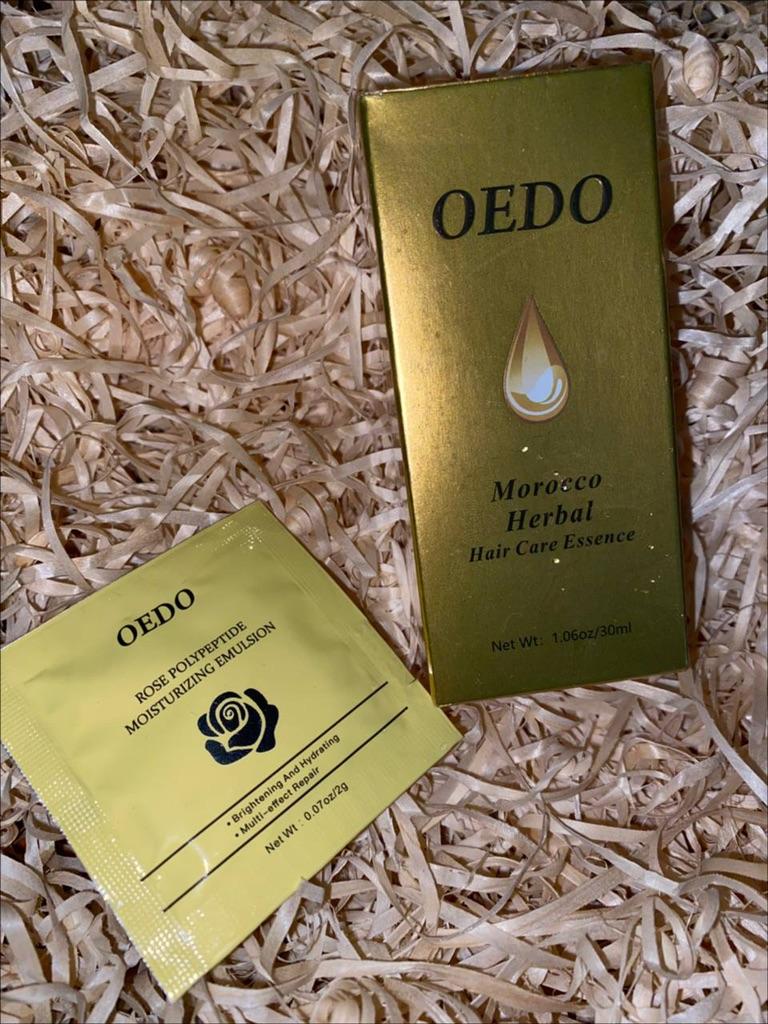 OEDO
Morocco
Herbal
Hair Care Essence
Net Wt: 1.06oz/30ml
OEDO
ROSE POLYPEPTIDE
MOISTURIZING EMULSION
• Brightening And Hydrating
• Multi-effect Repair
Net Wt : 0.07oz/2g